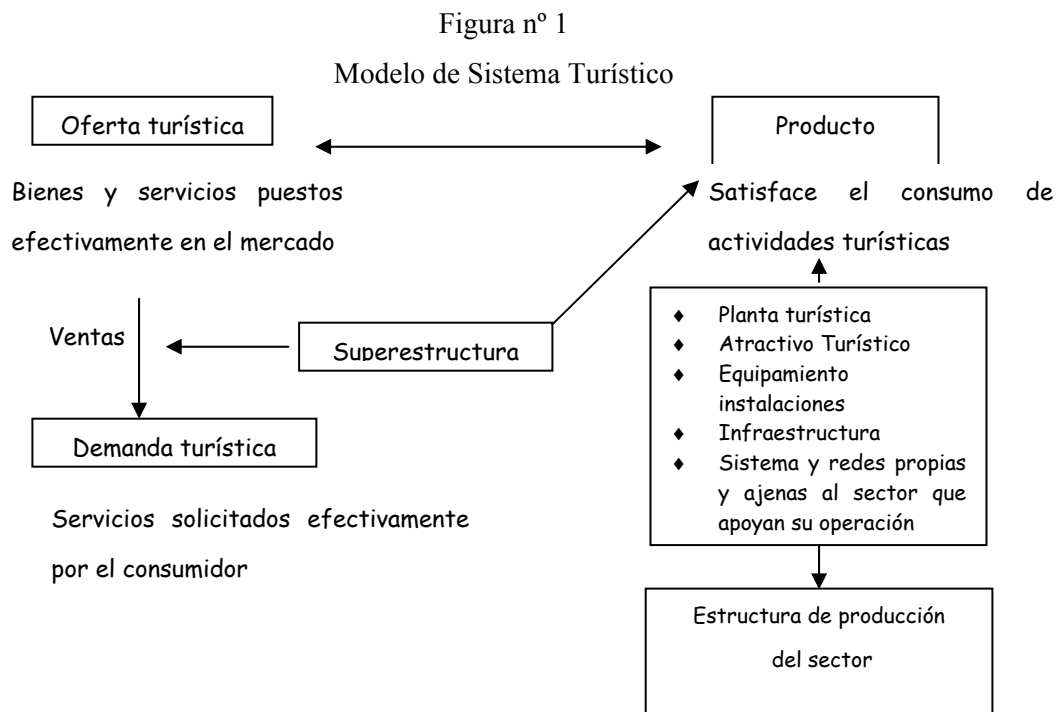 Figura nº 1
Modelo de Sistema Turístico
Oferta turística
Producto
Bienes y servicios puestos
efectivamente en el mercado
Satisface el consumo de
actividades turísticas
Ventas
Superestructura
♦ Planta turística
♦ Atractivo Turístico
♦ Equipamiento
instalaciones
♦ Infraestructura
♦ Sistema y redes propias
y ajenas al sector que
apoyan su operación
Demanda turística
Servicios solicitados efectivamente
por el consumidor
Estructura de producción
del sector